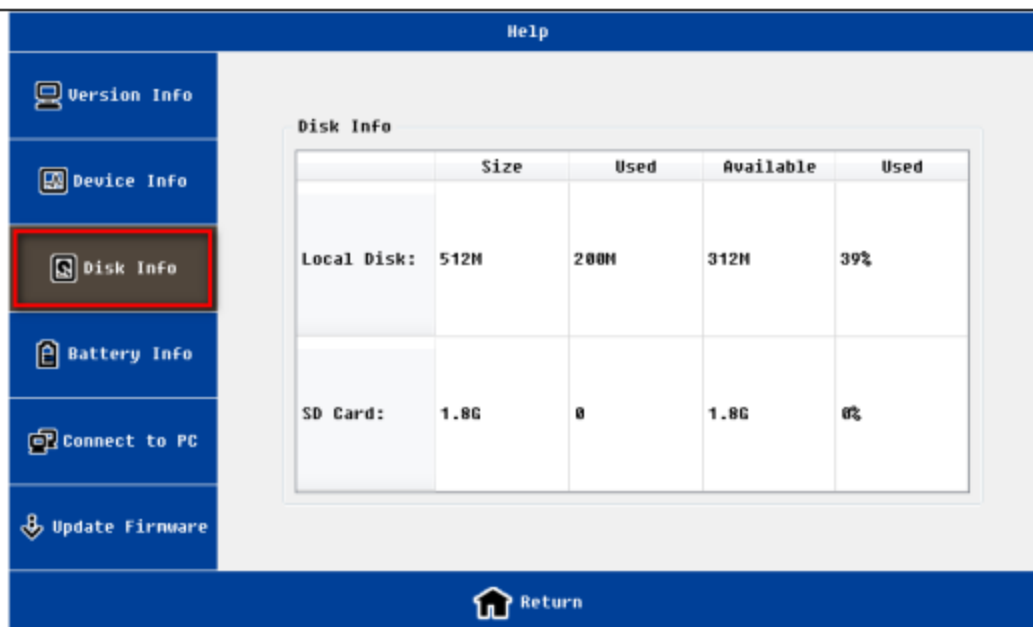 Help
Version Info
Device Info
Disk Info
Battery Info
Connect to PC
Update Firmware
Disk Info
Size Used Available Used
Local Disk: 512M 200M 312M 39%
SD Card: 1.8G 0 1.8G 0%
Return